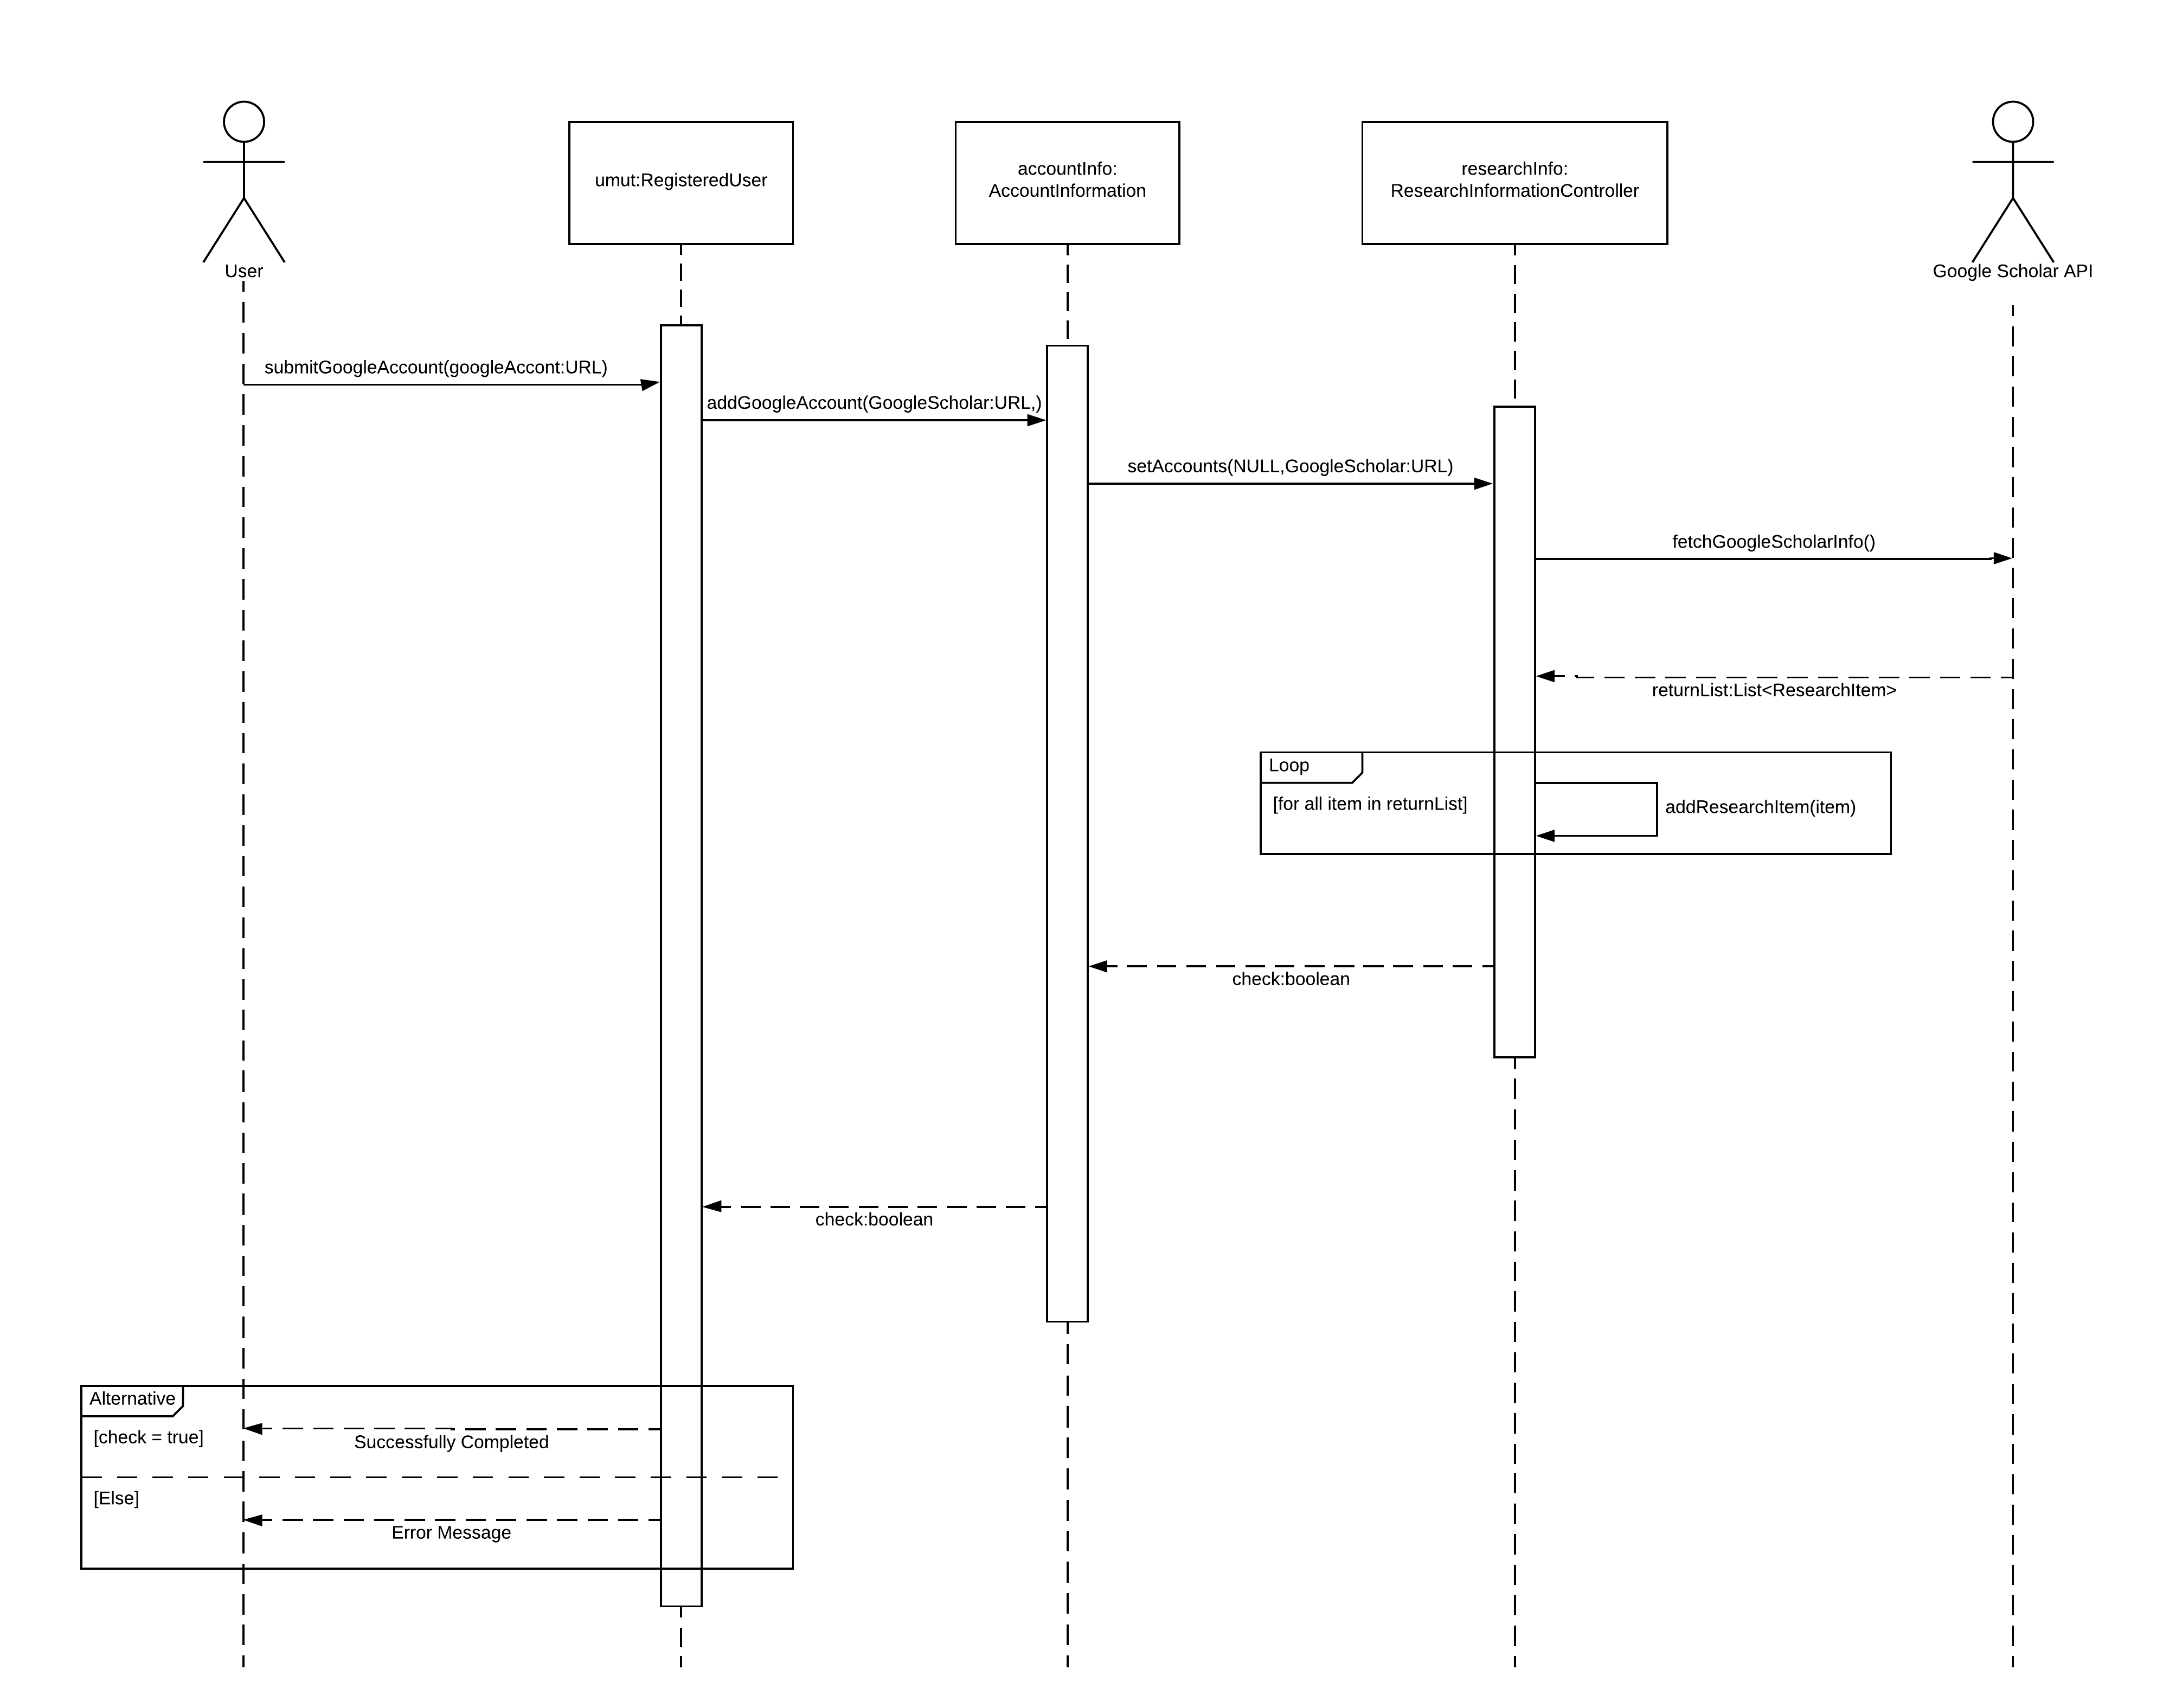 umut:RegisteredUser
accountInfo:
AccountInformation
researchInfo:
ResearchInformationController
User
Google Scholar API
submitGoogleAccount(googleAccont:URL)
addGoogleAccount(GoogleScholar:URL,)
setAccounts(NULL,GoogleScholar:URL)
fetchGoogleScholarInfo()
returnList:List<ResearchItem>
Loop
[for all item in returnList]
addResearchItem(item)
check:boolean
check:boolean
Alternative
[check = true]
Successfully Completed
[Else]
Error Message